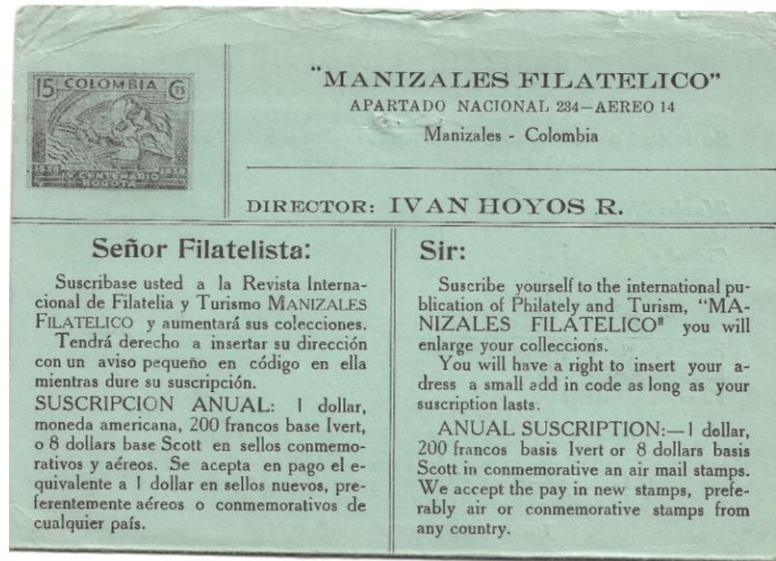 15 COLOMBIA CTS
1538 1938
IV CENTENARIO
BOGOTA
"MANIZALES FILATELICO"
APARTADO NACIONAL 234—AEREO 14
Manizales - Colombia
DIRECTOR: IVAN HOYOS R.
Señor Filatelista:
Suscribase usted a la Revista Interna-
cional de Filatelia y Turismo MANIZALES
FILATELICO y aumentará sus colecciones.
Tendrá derecho a insertar su dirección
con un aviso pequeño en código en ella
mientras dure su suscripción.
SUSCRIPCION ANUAL: 1 dollar,
moneda americana, 200 francos base Ivert,
o 8 dollars base Scott en sellos conmemo-
rativos y aéreos. Se acepta en pago el e-
quivalente a 1 dollar en sellos nuevos, pre-
ferentemente aéreos o conmemorativos de
cualquier país.
Sir:
Suscribe yourself to the international pu-
blication of Philately and Turism, "MA-
NIZALES FILATELICO" you will
enlarge your colleccions.
You will have a right to insert your a-
dress a small add in code as long as your
suscription lasts.
ANUAL SUSCRIPTION:—1 dollar,
200 francos basis Ivert or 8 dollars basis
Scott in conmemorative an air mail stamps.
We accept the pay in new stamps, prefe-
rably air or conmemorative stamps from
any country.